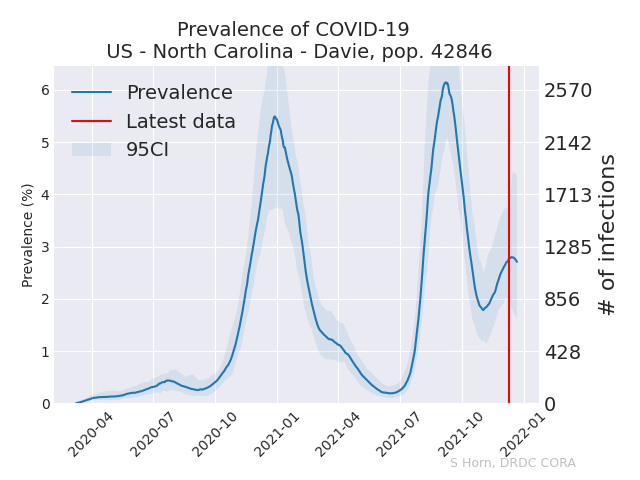 Prevalence of COVID-19
US - North Carolina - Davie, pop. 42846
Prevalence
Latest data
95CI
Prevalence (%)
6
5
4
3
2
1
0
2570
2142
1713
1285
856
428
0
# of infections
2020-04
2020-07
2020-10
2021-01
2021-04
2021-07
2021-10
2022-01
S Horn, DRDC CORA